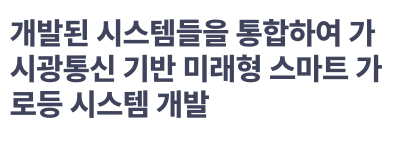 개발된 시스템들을 통합하여 가
시광통신 기반 미래형 스마트 가
로등 시스템 개발